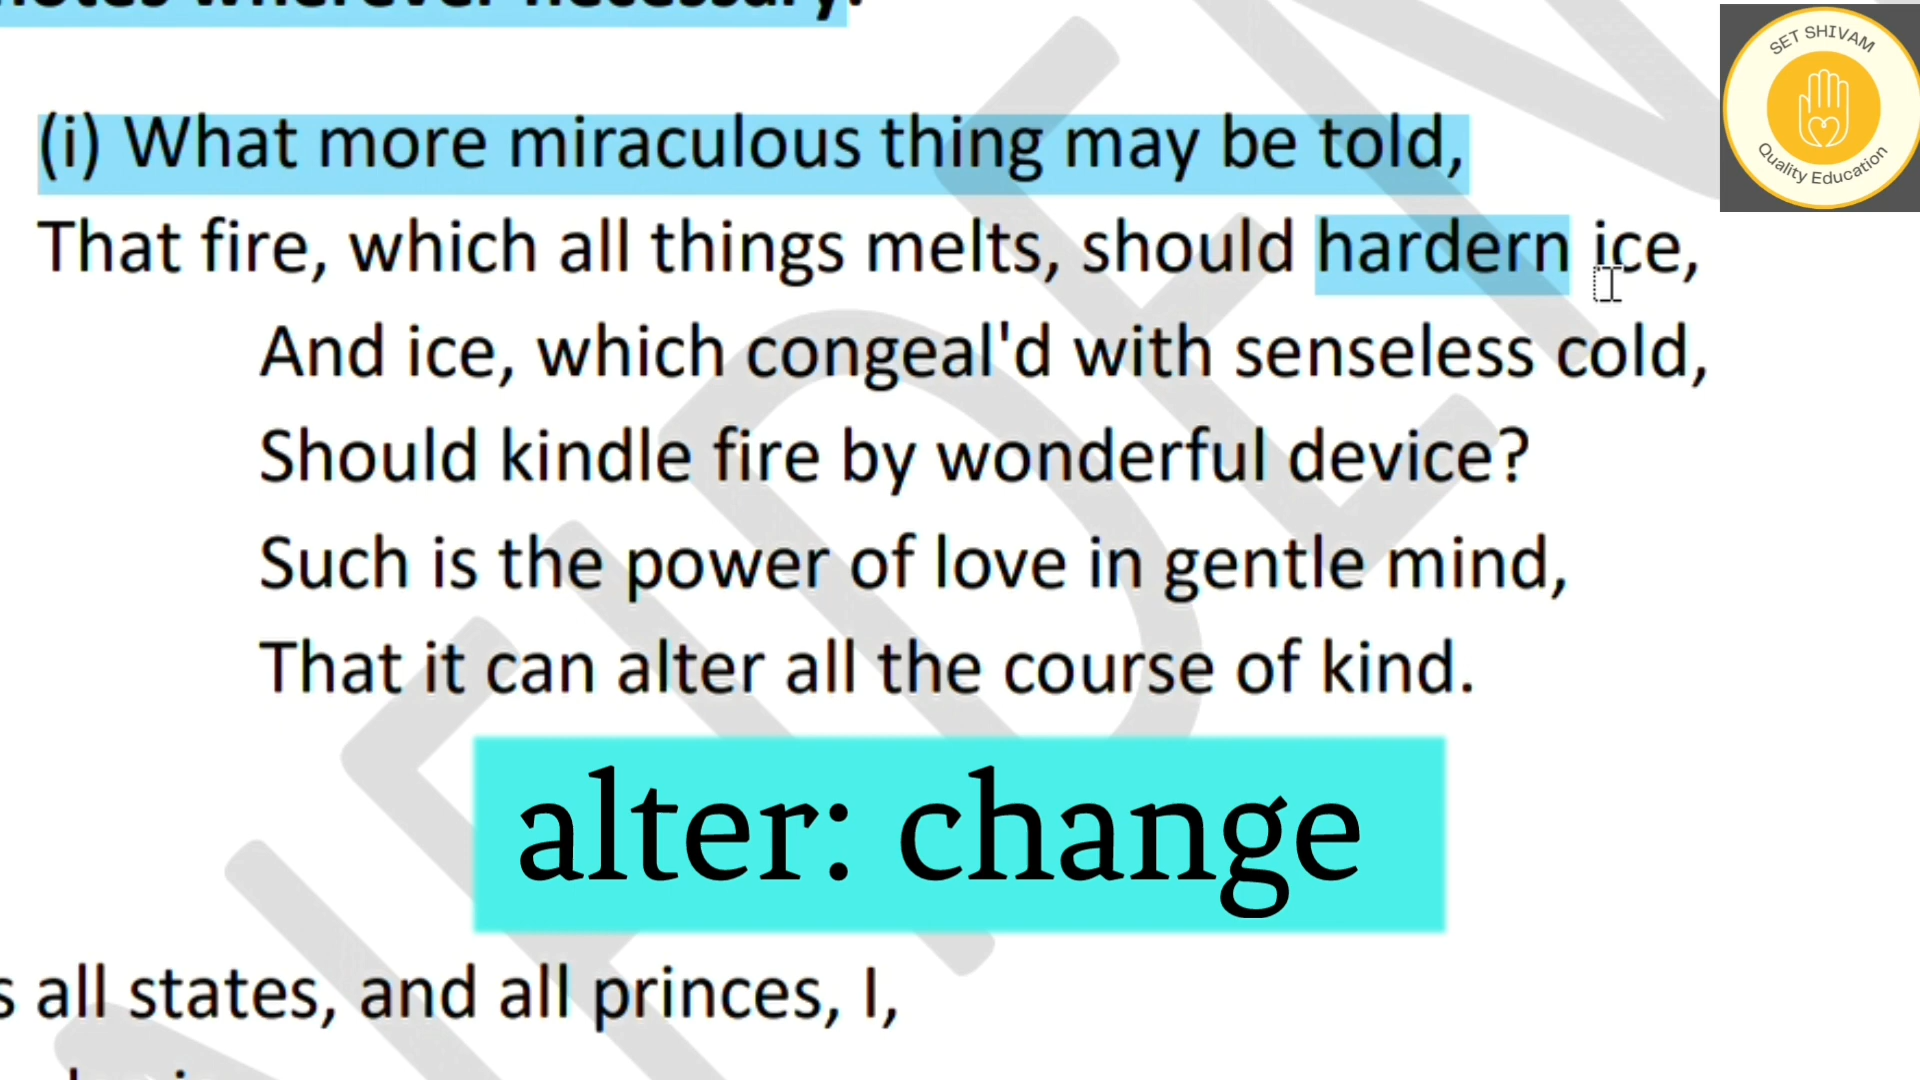 notes wherever necessary.
SET SHIVAM
Quality Education
(i) What more miraculous thing may be told,
That fire, which all things melts, should hardern ice,
And ice, which congeal'd with senseless cold,
Should kindle fire by wonderful device?
Such is the power of love in gentle mind,
That it can alter all the course of kind.
alter: change
s all states, and all princes, I,